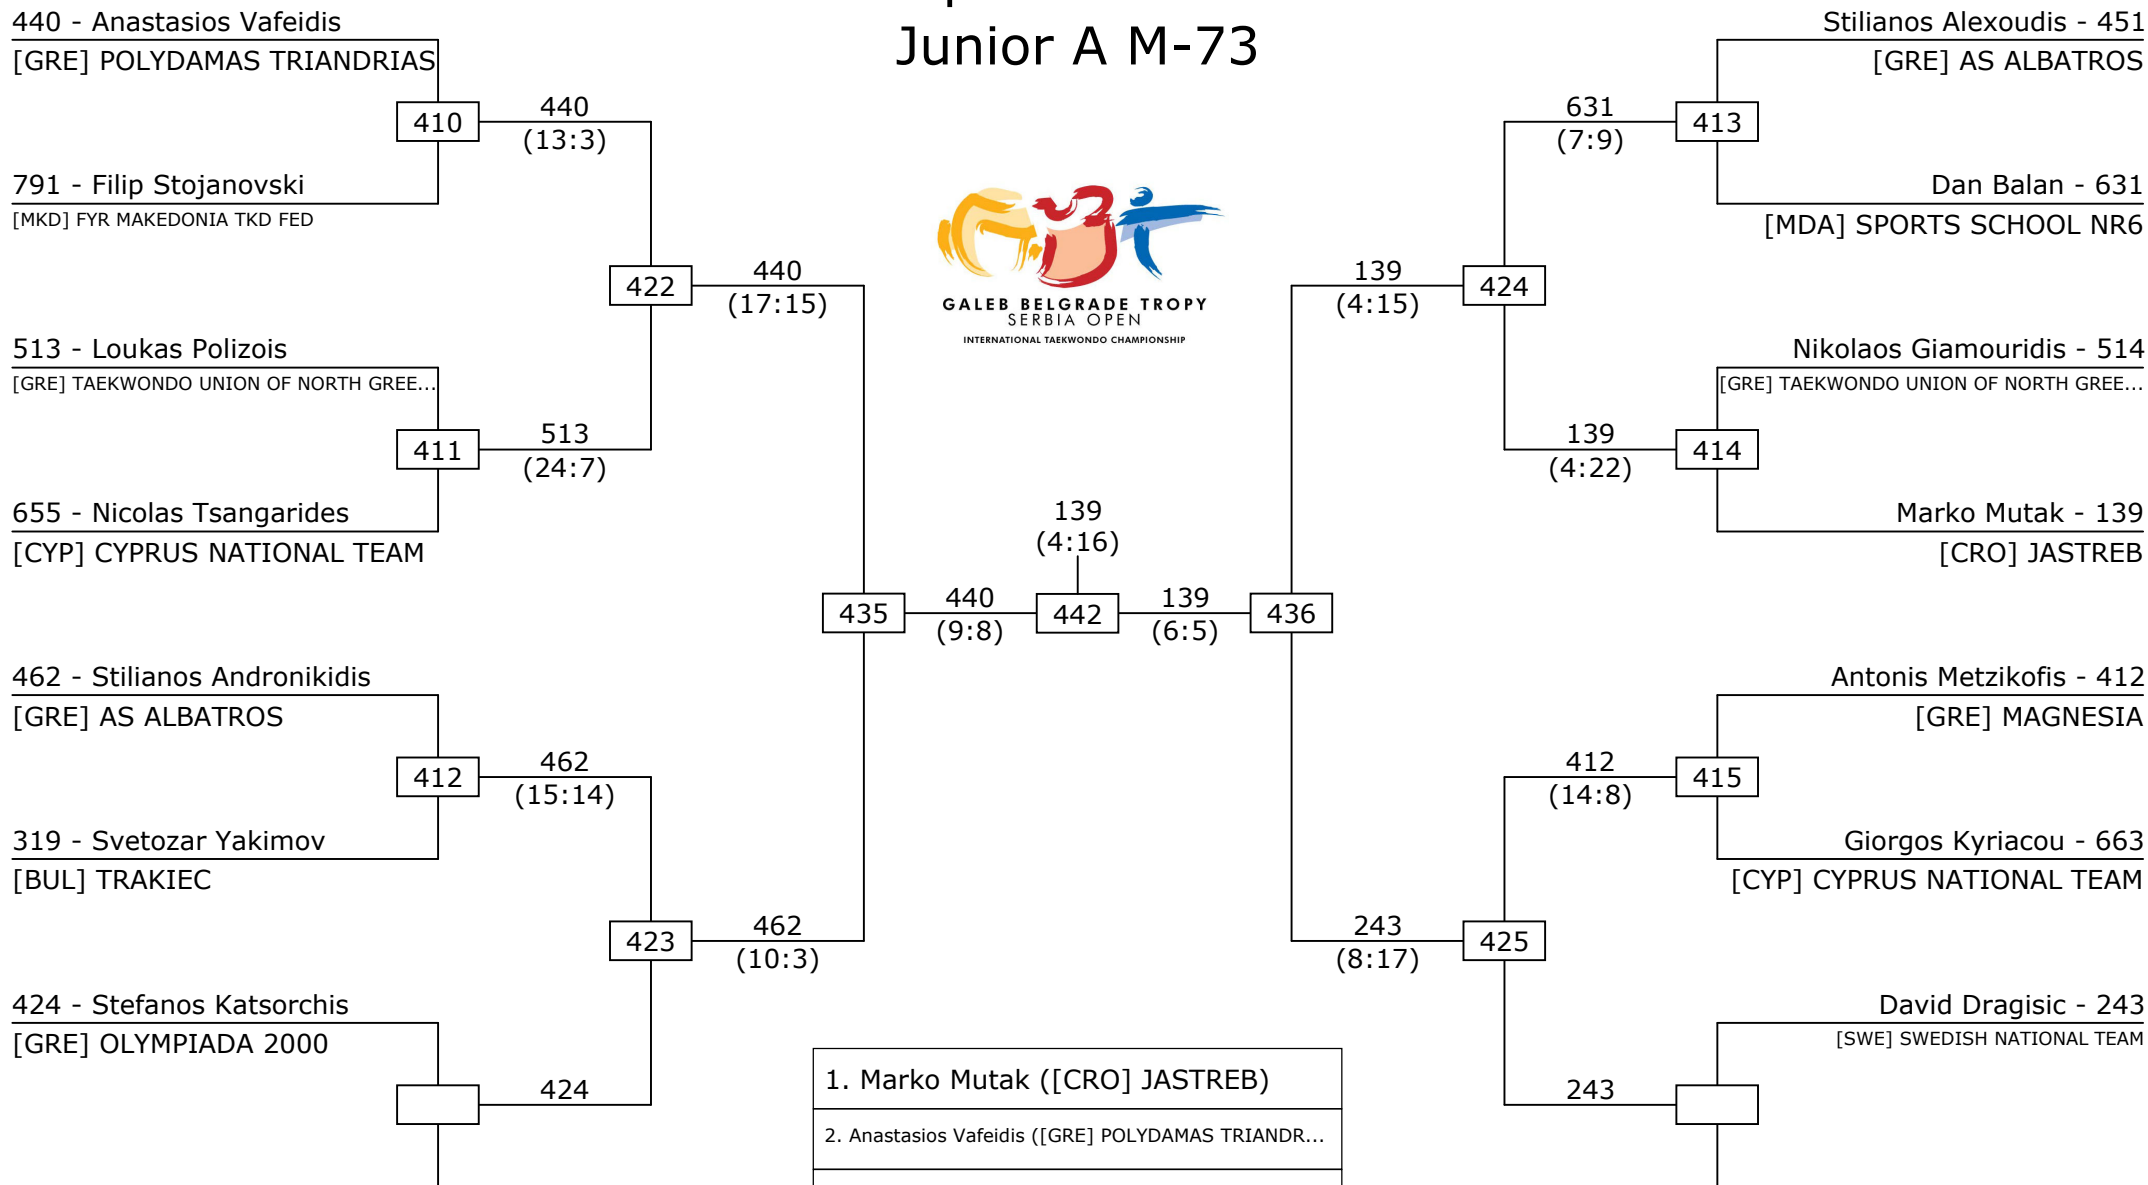 Junior A M-73
440 - Anastasios Vafeidis
[GRE] POLYDAMAS TRIANDRIAS
410
440
(13:3)
791 - Filip Stojanovski
[MKD] FYR MAKEDONIA TKD FED
422
440
(17:15)
513 - Loukas Polizois
[GRE] TAEKWONDO UNION OF NORTH GREE...
411
513
(24:7)
655 - Nicolas Tsangarides
[CYP] CYPRUS NATIONAL TEAM
435
440
(9:8)
462 - Stilianos Andronikidis
[GRE] AS ALBATROS
412
462
(15:14)
319 - Svetozar Yakimov
[BUL] TRAKIEC
423
462
(10:3)
424 - Stefanos Katsorchis
[GRE] OLYMPIADA 2000
424
GALEB BELGRADE TROPY
SERBIA OPEN
INTERNATIONAL TAEKWONDO CHAMPIONSHIP
139
(4:16)
442
Stilianos Alexoudis - 451
[GRE] AS ALBATROS
631
(7:9)
413
Dan Balan - 631
[MDA] SPORTS SCHOOL NR6
139
(4:15)
424
Nikolaos Giamouridis - 514
[GRE] TAEKWONDO UNION OF NORTH GREE...
139
(4:22)
414
Marko Mutak - 139
[CRO] JASTREB
139
(6:5)
436
Antonis Metzikofis - 412
[GRE] MAGNESIA
412
(14:8)
415
Giorgos Kyriacou - 663
[CYP] CYPRUS NATIONAL TEAM
243
(8:17)
425
David Dragisic - 243
[SWE] SWEDISH NATIONAL TEAM
243
1. Marko Mutak ([CRO] JASTREB)
2. Anastasios Vafeidis ([GRE] POLYDAMAS TRIANDR...